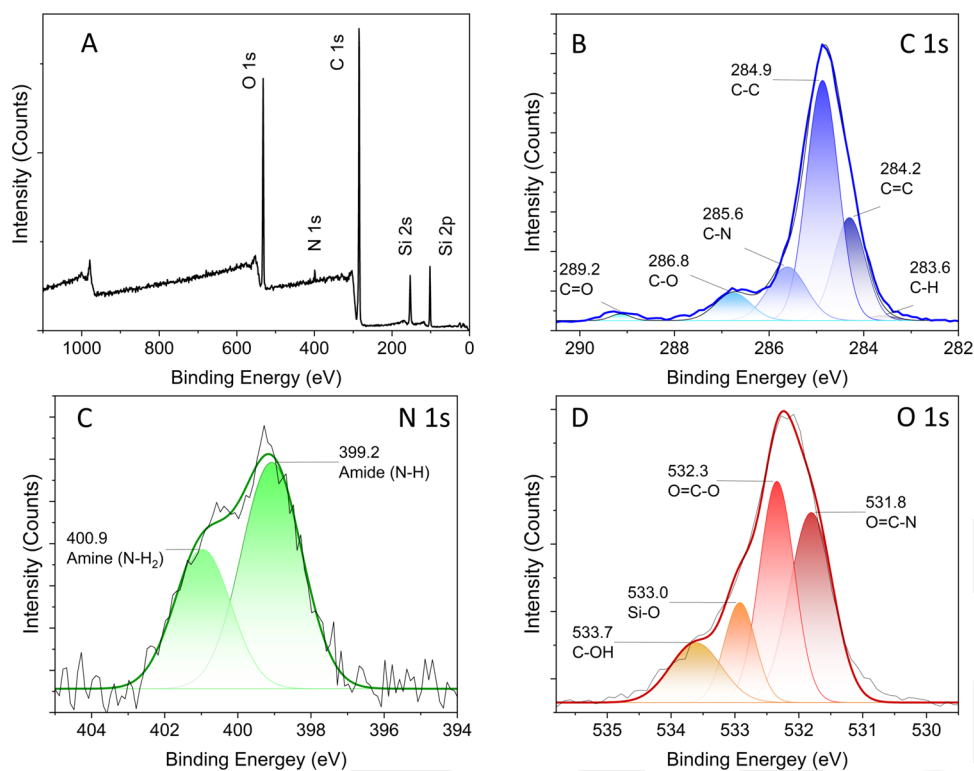 A
O 1s
N 1s
C 1s
Si 2s
Si 2p
Intensity (Counts)
1000 800 600 400 200 0
Binding Energey (eV)
B
C 1s
284.9
C-C
284.2
C=C
285.6
C-N
286.8
C-O
289.2
C=O
283.6
C-H
Intensity (Counts)
290 288 286 284 282
Binding Energey (eV)
C
N 1s
399.2
Amide (N-H)
400.9
Amine (N-H₂)
Intensity (Counts)
404 402 400 398 396 394
Binding Energey (eV)
D
O 1s
532.3
O=C-O
531.8
O=C-N
533.0
Si-O
533.7
C-OH
Intensity (Counts)
535 534 533 532 531 530
Binding Energey (eV)